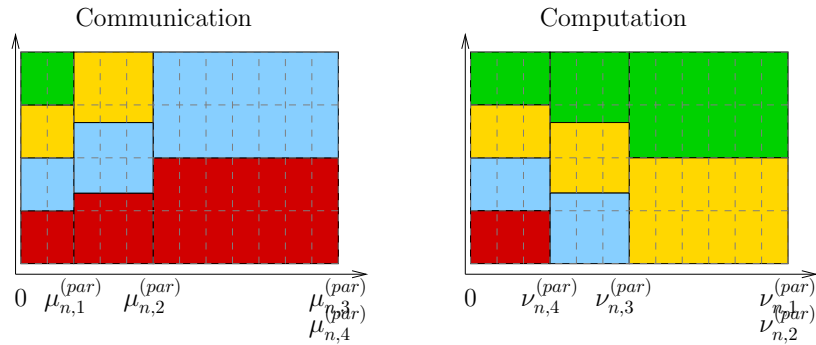 Communication
Computation
0 μ_{n,1}^{(par)} μ_{n,2}^{(par)} μ_{n,3}^{(par)}
μ_{n,4}^{(par)}
0 ν_{n,4}^{(par)} ν_{n,3}^{(par)} ν_{n,1}^{(par)}
ν_{n,2}^{(par)}